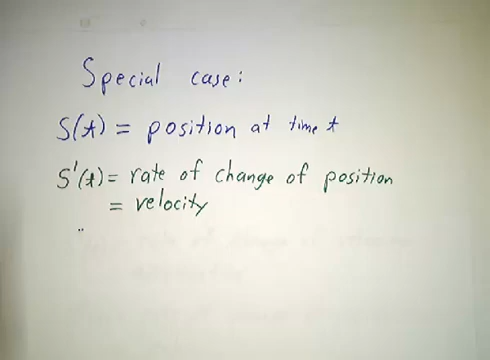 Special case:
S(t) = position at time t
S'(t) = rate of change of position
= velocity